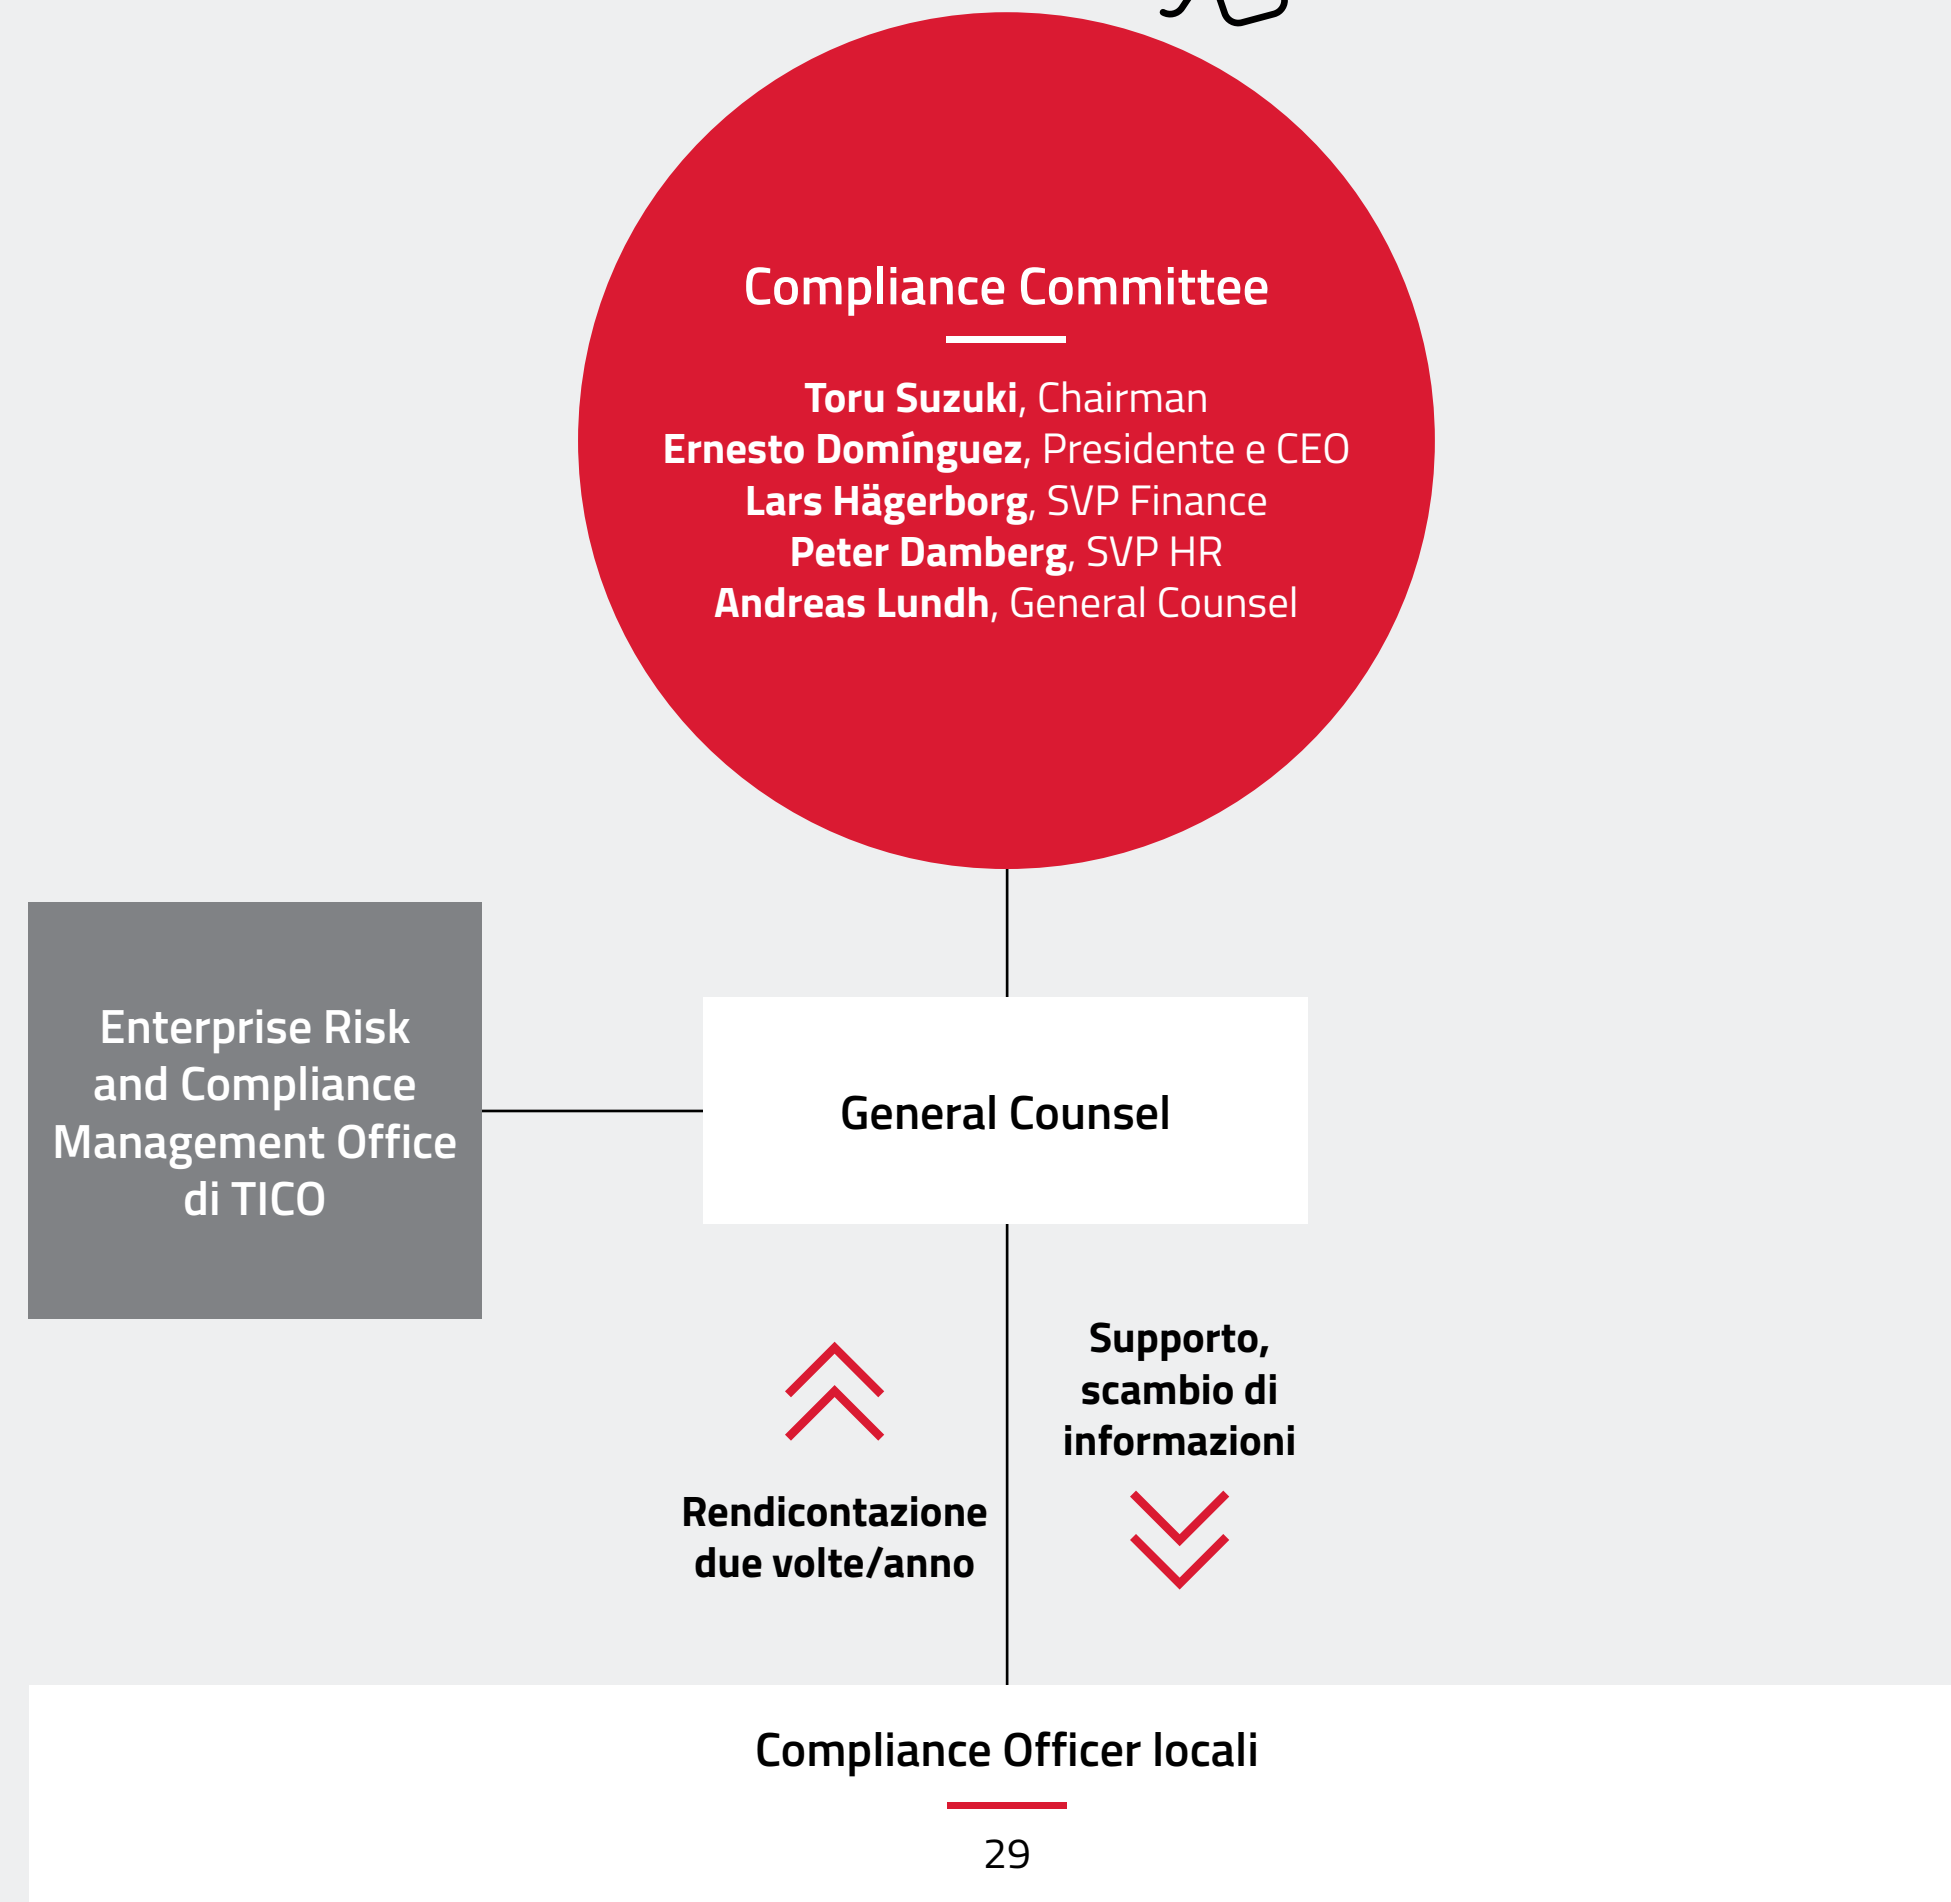 Compliance Committee
Toru Suzuki, Chairman
Ernesto Domínguez, Presidente e CEO
Lars Hägerborg, SVP Finance
Peter Damberg, SVP HR
Andreas Lundh, General Counsel
Enterprise Risk
and Compliance
Management Office
di TICO
General Counsel
Supporto,
scambio di
informazioni
Rendicontazione
due volte/anno
Compliance Officer locali
29